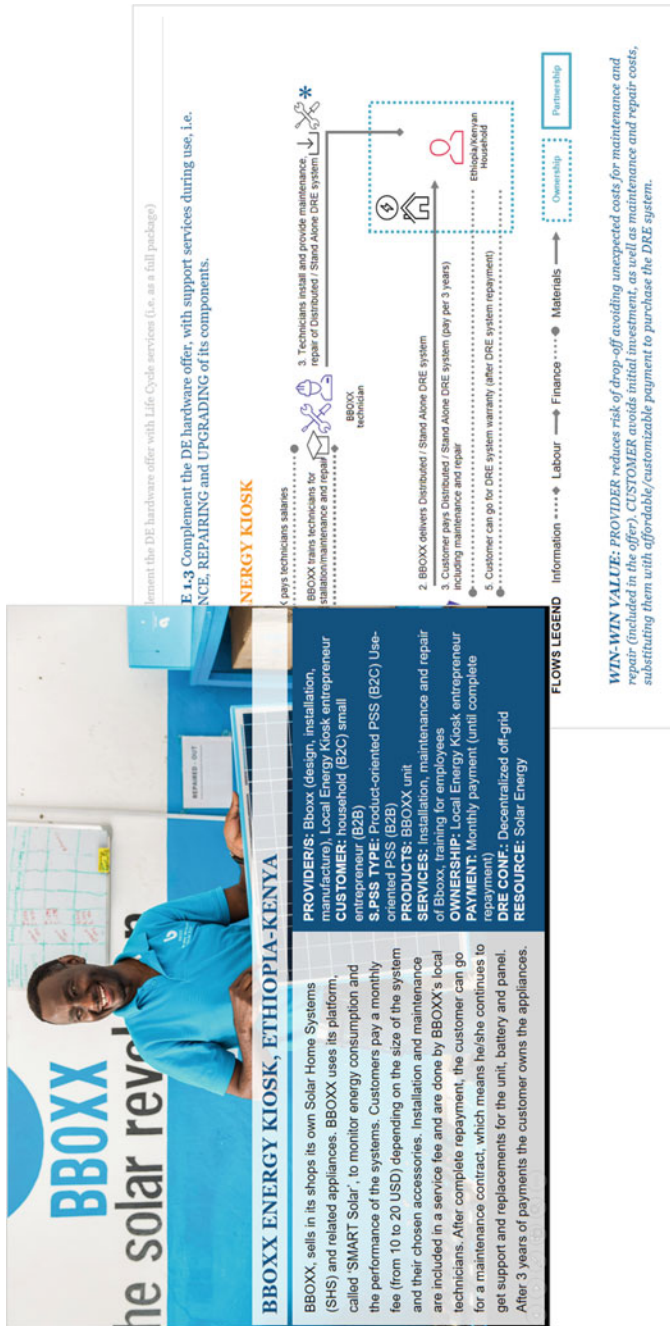 BBOXX
he solar revol
REPAIRED OUT
BBOXX ENERGY KIOSK, ETHIOPIA-KENYA
BBOXX, sells in its shops its own Solar Home Systems
(SHS) and related appliances. BBOXX uses its platform,
called 'SMART Solar', to monitor energy consumption and
the performance of the systems. Customers pay a monthly
fee (from 10 to 20 USD) depending on the size of the system
and their chosen accessories. Installation and maintenance
are included in a service fee and are done by BBOXX's local
technicians. After complete repayment, the customer can go
for a maintenance contract, which means he/she continues to
get support and replacements for the unit, battery and panel.
After 3 years of payments the customer owns the appliances.
PROVIDER/S: Bboxx (design, installation,
manufacture), Local Energy Kiosk entrepreneur
CUSTOMER: household (B2C) small
entrepreneur (B2B)
S.PSS TYPE: Product-oriented PSS (B2C) Use-
oriented PSS (B2B)
PRODUCTS: BBOXX unit
SERVICES: Installation, maintenance and repair
of Bboxx, training for employees
OWNERSHIP: Local Energy Kiosk entrepreneur
PAYMENT: Monthly payment (until complete
repayment)
DRE CONF.: Decentralized off-grid
RESOURCE: Solar Energy
lement the DE hardware offer with Life Cycle services (i.e. as a full package)
E 1.3 Complement the DE hardware offer, with support services during use, i.e.
NCE, REPAIRING and UPGRADING of its components.
NERGY KIOSK
X pays technicians salaries
BBOXX trains technicians for
stallation/maintenance and repair
BBOXX
technician
3. Technicians install and provide maintenance,
repair of Distributed / Stand Alone DRE system
*
2. BBOXX delivers Distributed / Stand Alone DRE system
3. Customer pays Distributed / Stand Alone DRE system (pay per 3 years)
including maintenance and repair
5. Customer can go for DRE system warranty (after DRE system repayment)
Ethiopia/Kenyan
Household
FLOWS LEGEND Information Labour Finance Materials Ownership Partnership
WIN-WIN VALUE: PROVIDER reduces risk of drop-off avoiding unexpected costs for maintenance and
repair (included in the offer). CUSTOMER avoids initial investment, as well as maintenance and repair costs,
substituting them with affordable/customizable payment to purchase the DRE system.